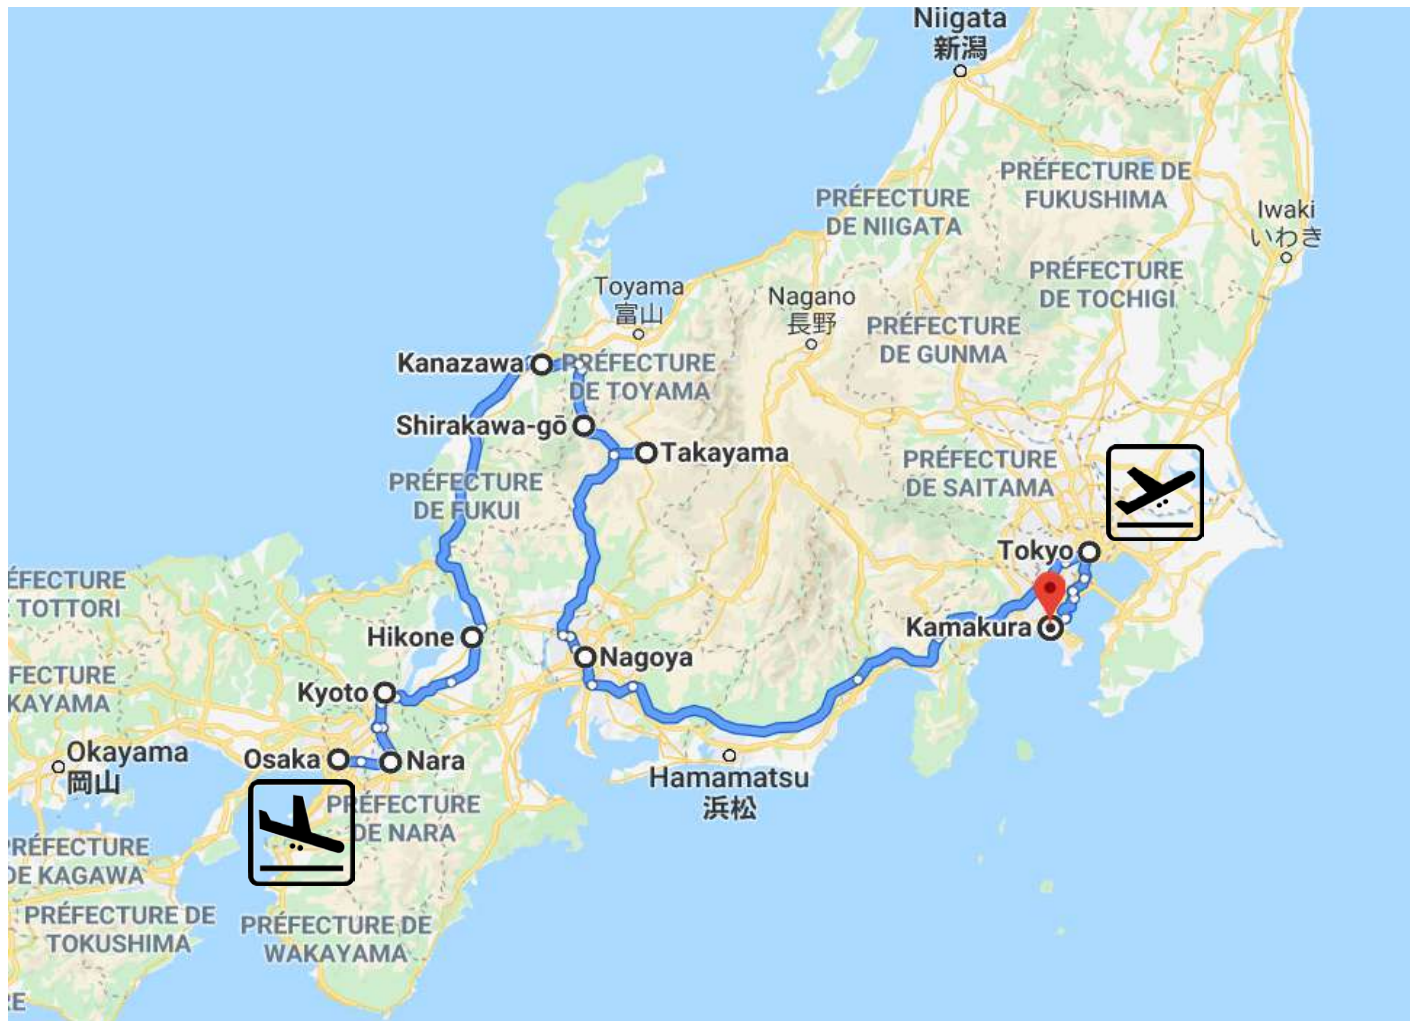 Niigata
新潟
PRÉFECTURE DE
FUKUSHIMA
PRÉFECTURE
DE NIIGATA
Iwaki
いわき
PRÉFECTURE
DE TOCHIGI
Toyama
富山
Nagano
長野
PRÉFECTURE
DE GUNMA
Kanazawa
PRÉFECTURE
DE TOYAMA
Shirakawa-gō
Takayama
PRÉFECTURE
DE SAITAMA
PRÉFECTURE
DE FUKUI
Tokyo
ÉFECTURE
TOTTORI
Kamakura
Hikone
Nagoya
FECTURE
KAYAMA
Kyoto
Okayama
岡山
Osaka
Nara
Hamamatsu
浜松
PRÉFECTURE
DE NARA
RÉFECTURE
DE KAGAWA
PRÉFECTURE DE
TOKUSHIMA
PRÉFECTURE DE
WAKAYAMA
RE